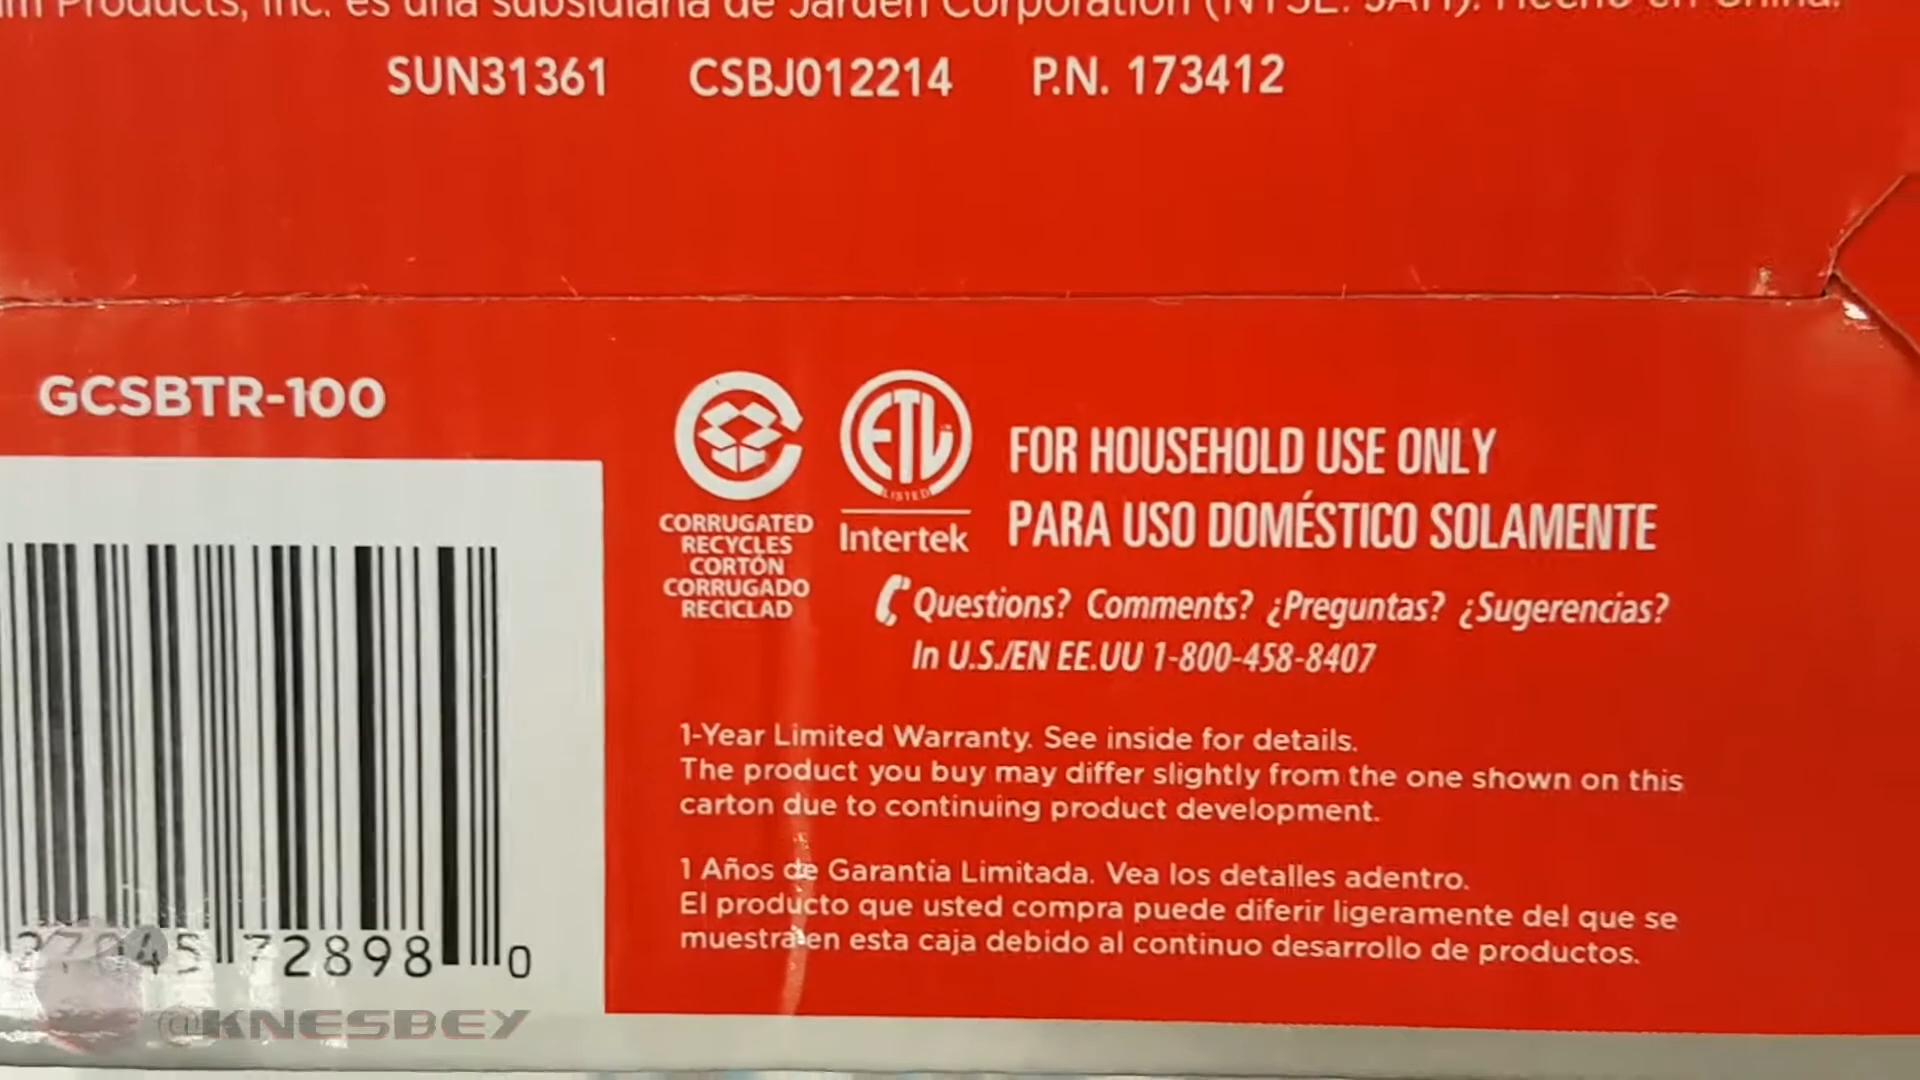 Products, Inc. es una subsidiaria de Jarden Corporation (NYSE: JAH). Hecho en China.
SUN31361 CSBJ012214 P.N. 173412
GCSBTR-100
ETL
LISTED
Intertek
CORRUGATED
RECYCLES
CORTÓN
CORRUGADO
RECICLAD
FOR HOUSEHOLD USE ONLY
PARA USO DOMÉSTICO SOLAMENTE
Questions? Comments? ¿Preguntas? ¿Sugerencias?
In U.S./EN EE.UU 1-800-458-8407
1-Year Limited Warranty. See inside for details.
The product you buy may differ slightly from the one shown on this
carton due to continuing product development.
1 Años de Garantía Limitada. Vea los detalles adentro.
El producto que usted compra puede diferir ligeramente del que se
muestra en esta caja debido al continuo desarrollo de productos.
72898 0
@KNESBEY